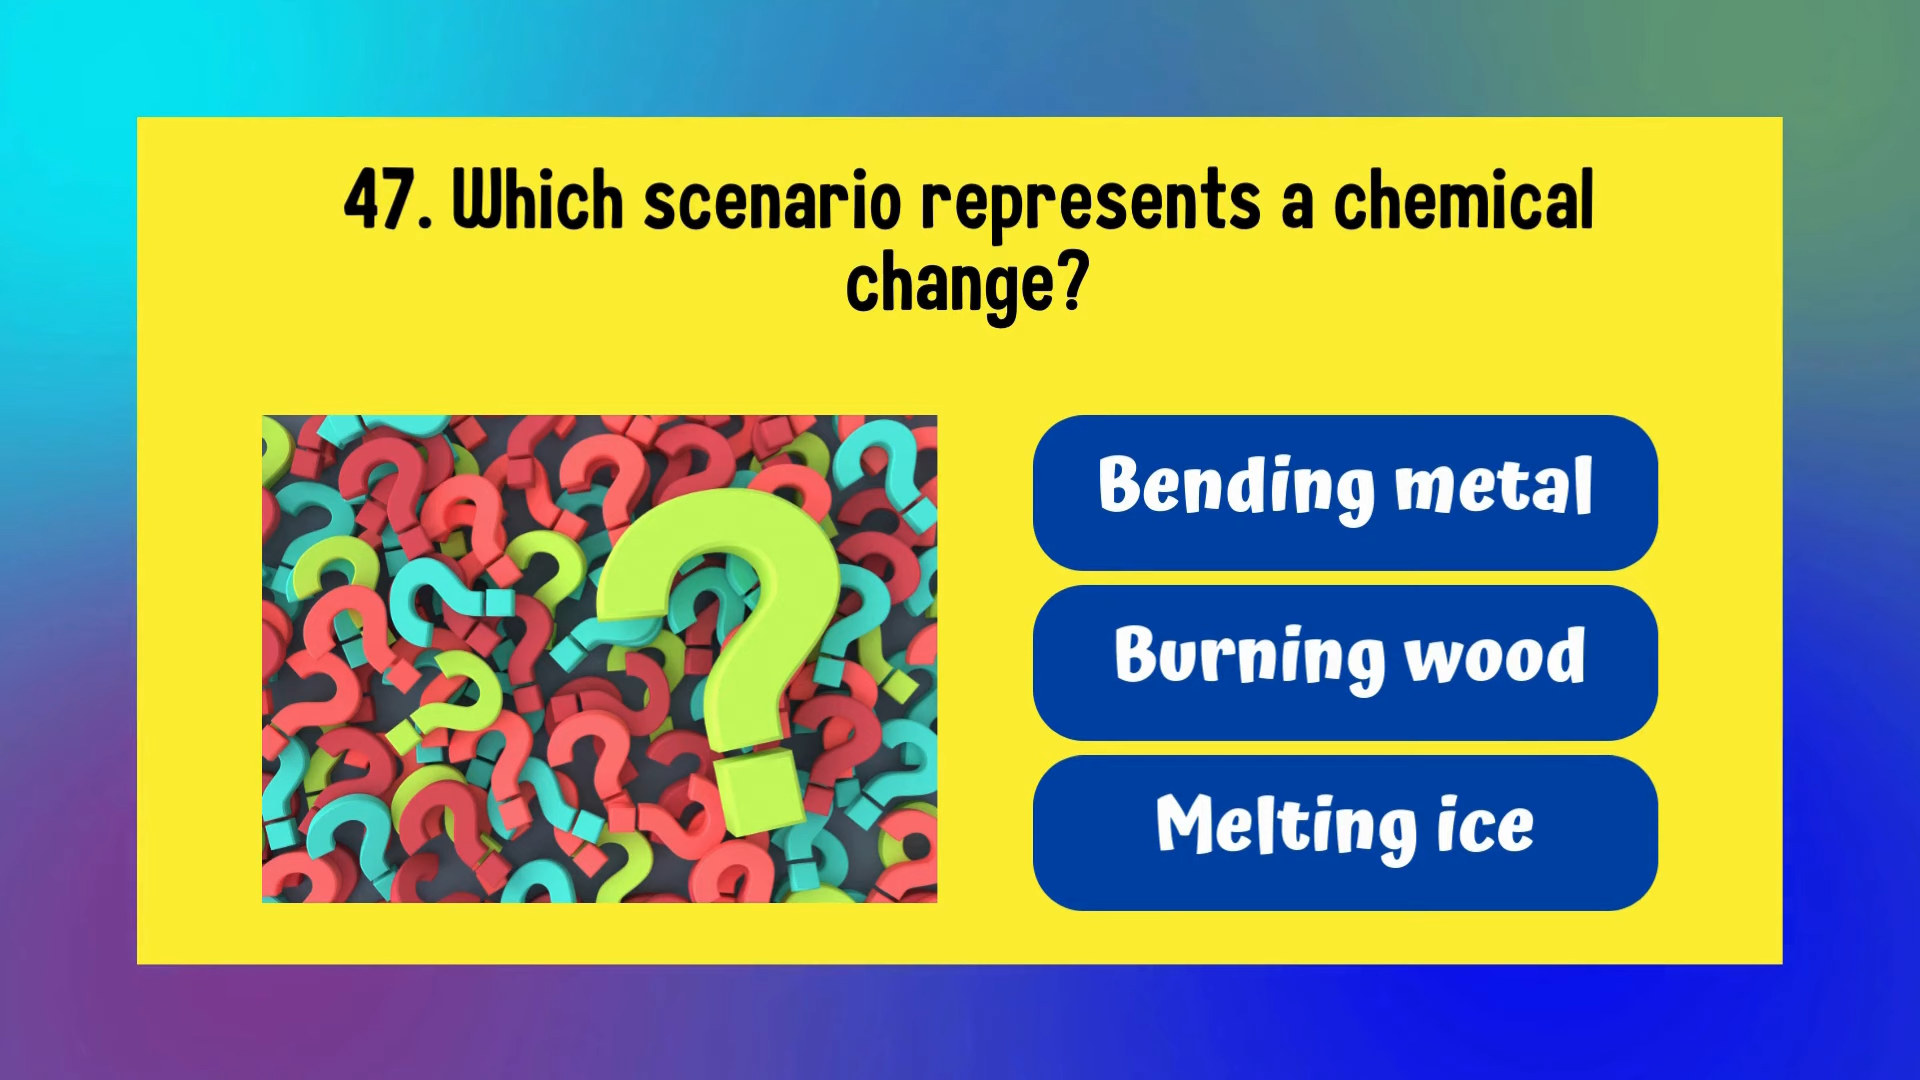 47. Which scenario represents a chemical
change?
Bending metal
Burning wood
Melting ice